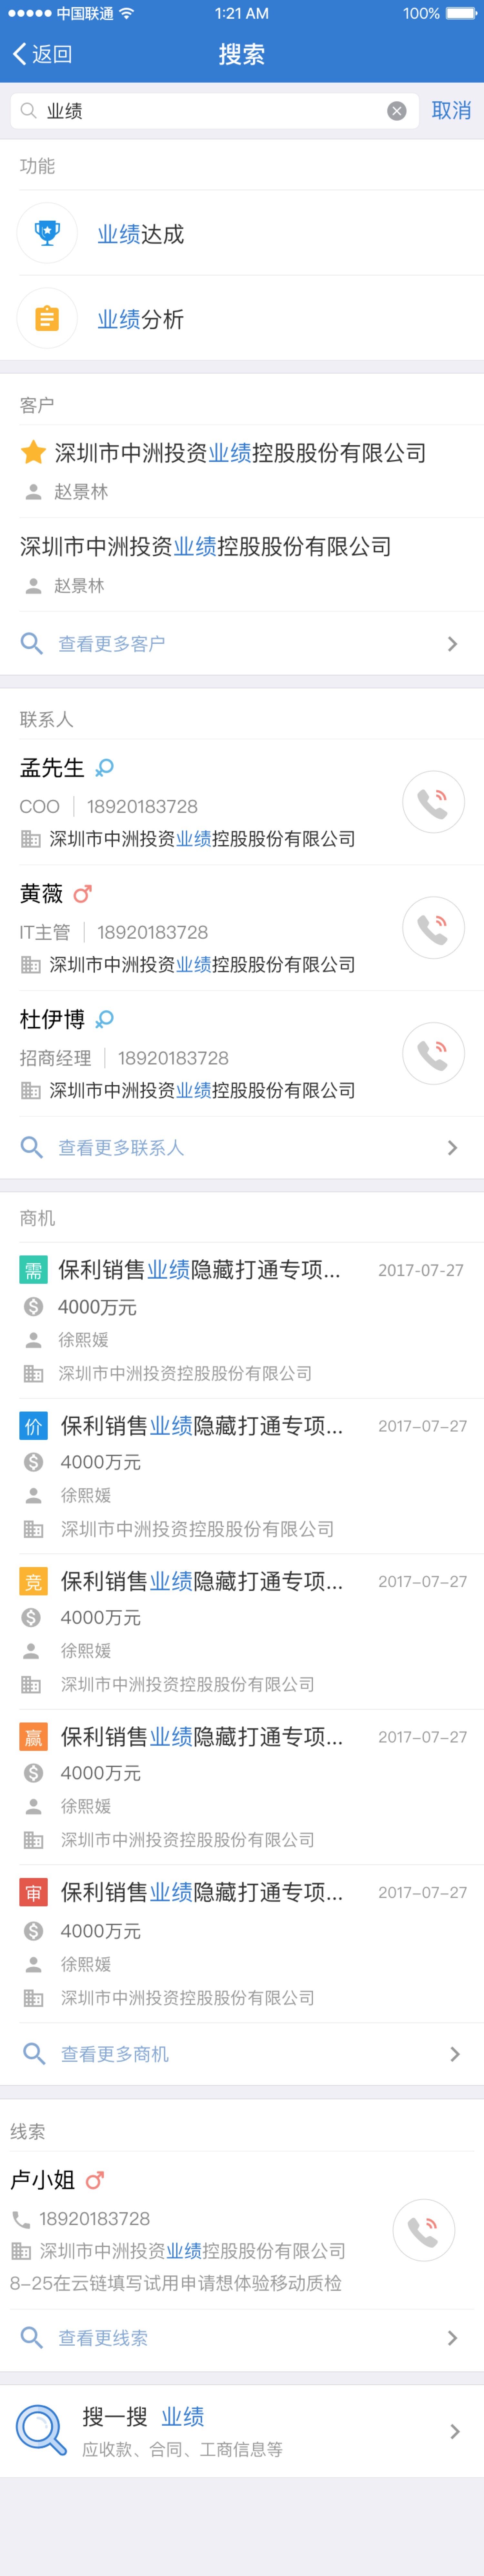 中国联通 1:21 AM 100%
返回 搜索
业绩 取消
功能
业绩达成
业绩分析
客户
深圳市中洲投资业绩控股股份有限公司
赵景林
深圳市中洲投资业绩控股股份有限公司
赵景林
查看更多客户
联系人
孟先生
COO 18920183728
深圳市中洲投资业绩控股股份有限公司
黄薇
IT主管 18920183728
深圳市中洲投资业绩控股股份有限公司
杜伊博
招商经理 18920183728
深圳市中洲投资业绩控股股份有限公司
查看更多联系人
商机
需 保利销售业绩隐藏打通专项... 2017-07-27
4000万元
徐熙媛
深圳市中洲投资控股股份有限公司
价 保利销售业绩隐藏打通专项... 2017-07-27
4000万元
徐熙媛
深圳市中洲投资控股股份有限公司
竞 保利销售业绩隐藏打通专项... 2017-07-27
4000万元
徐熙媛
深圳市中洲投资控股股份有限公司
赢 保利销售业绩隐藏打通专项... 2017-07-27
4000万元
徐熙媛
深圳市中洲投资控股股份有限公司
审 保利销售业绩隐藏打通专项... 2017-07-27
4000万元
徐熙媛
深圳市中洲投资控股股份有限公司
查看更多商机
线索
卢小姐
18920183728
深圳市中洲投资业绩控股股份有限公司
8-25在云链填写试用申请想体验移动质检
查看更线索
搜一搜 业绩
应收款、合同、工商信息等